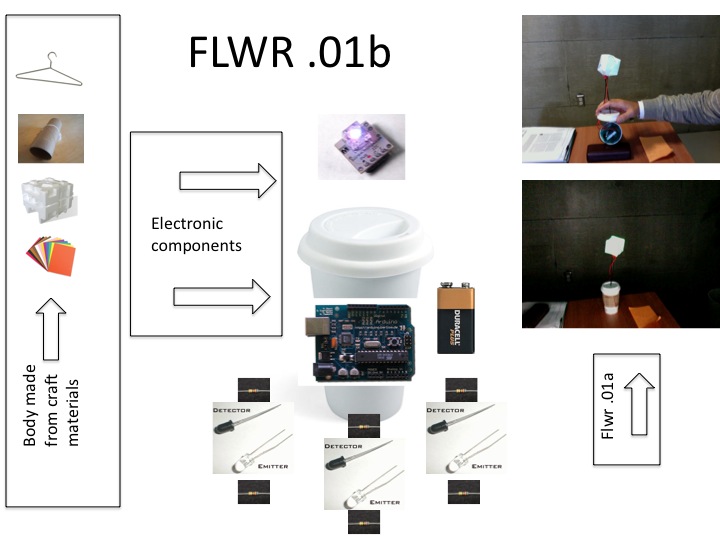 FLWR .01b
Body made
from craft
materials
Electronic
components
Arduino
DURACELL
PLUS
DETECTOR
EMITTER
DETECTOR
EMITTER
DETECTOR
EMITTER
Flwr .01a